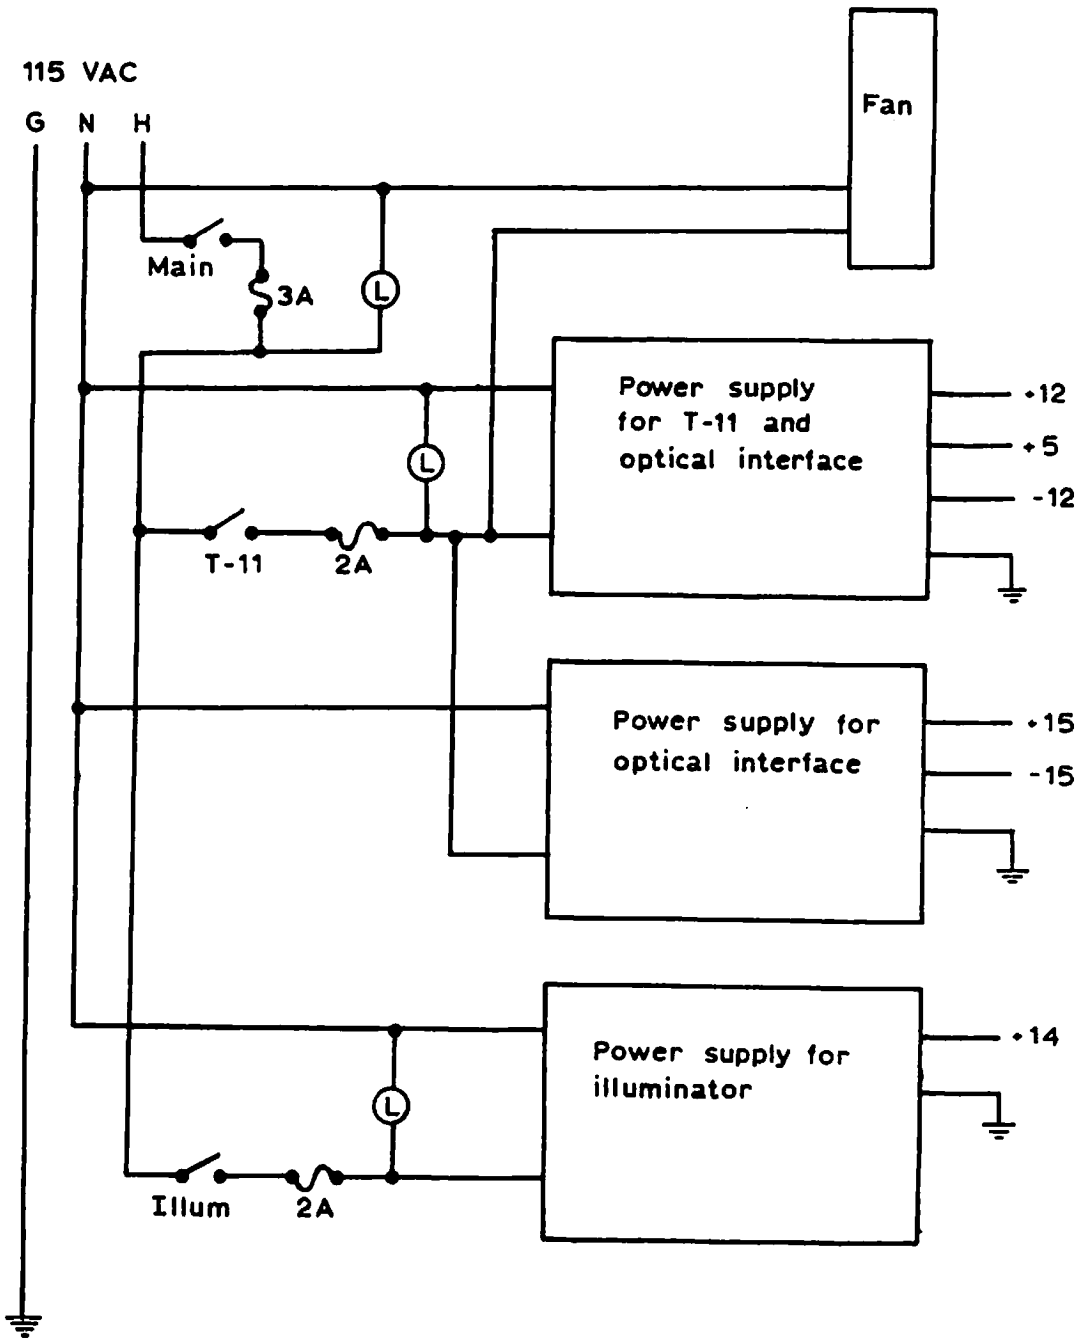 115 VAC
G N H
Fan
Main
3A
L
Power supply
for T-11 and
optical interface
+12
+5
-12
L
T-11
2A
Power supply for
optical interface
+15
-15
Power supply for
illuminator
+14
L
Illum
2A